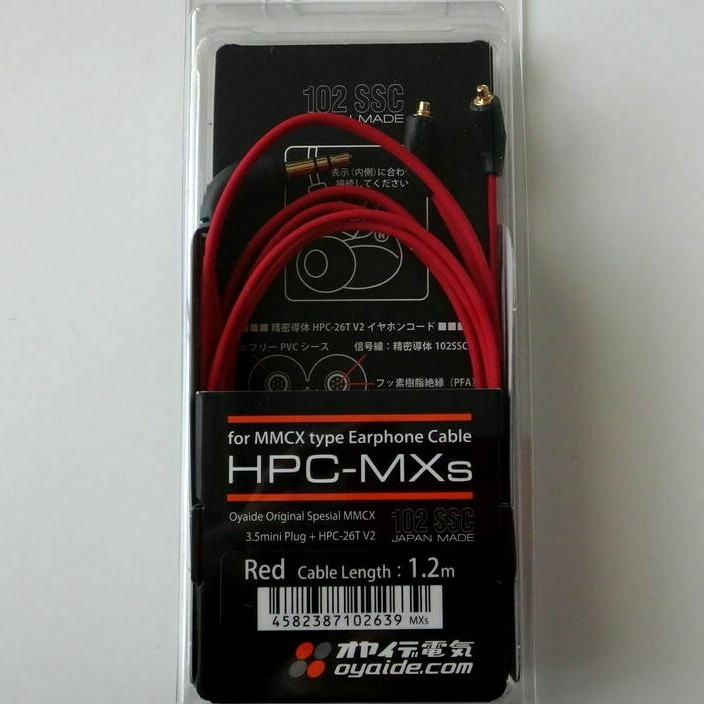 102 SSC
MADE
表示(内側)に合わ
接続してください
®
精密導体 HPC-26T V2 イヤホンコード
フリー PVC シース 信号線：精密導体 102SSC
フッ素樹脂絶縁（PFA）
for MMCX type Earphone Cable
HPC-MXs
Oyaide Original Spesial MMCX
3.5mini Plug + HPC-26T V2
102 SSC
JAPAN MADE
Red Cable Length : 1.2m
4582387102639 MXs
オヤイデ電気
oyaide.com